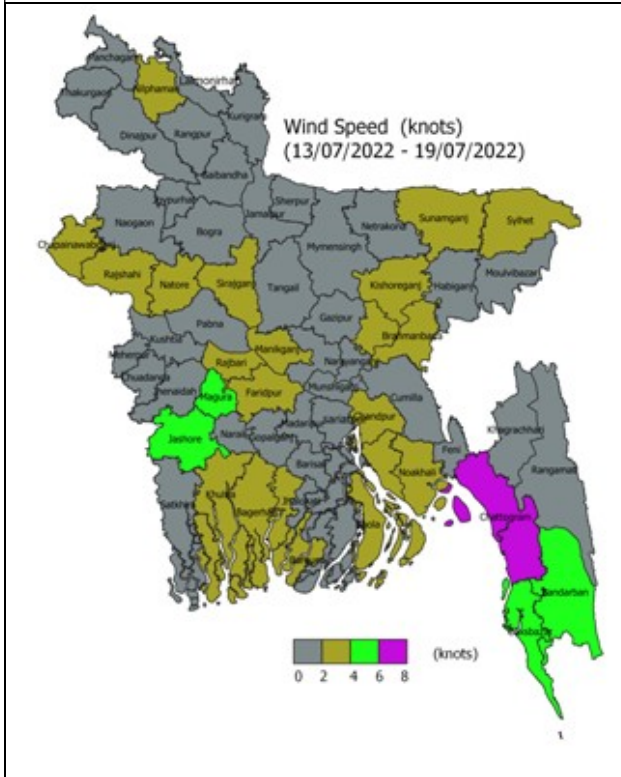 Panchagarh
Nilphamari
Lalmonirhat
Thakurgaon
Kurigram
Dinajpur
Rangpur
Wind Speed (knots)
(13/07/2022 - 19/07/2022)
Gaibandha
Joypurhat
Sherpur
Naogaon
Jamalpur
Netrakona
Sunamganj
Sylhet
Bogra
Mymensingh
Chapainawabganj
Moulvibazar
Rajshahi
Natore
Sirajganj
Tangail
Kishoreganj
Habiganj
Gazipur
Pabna
Brahmanbaria
Kushtia
Manikganj
Meherpur
Rajbari
Narayanganj
Chuadanga
Jhenaidah
Faridpur
Munshiganj
Cumilla
Magura
Chandpur
Jashore
Narail
Gopalganj
Madaripur
Shariatpur
Khagrachhari
Feni
Noakhali
Rangamati
Barisal
Satkhira
Khulna
Bagerhat
Bhola
Chattogram
Bandarban
Coxsbazar
(knots)
0 2 4 6 8